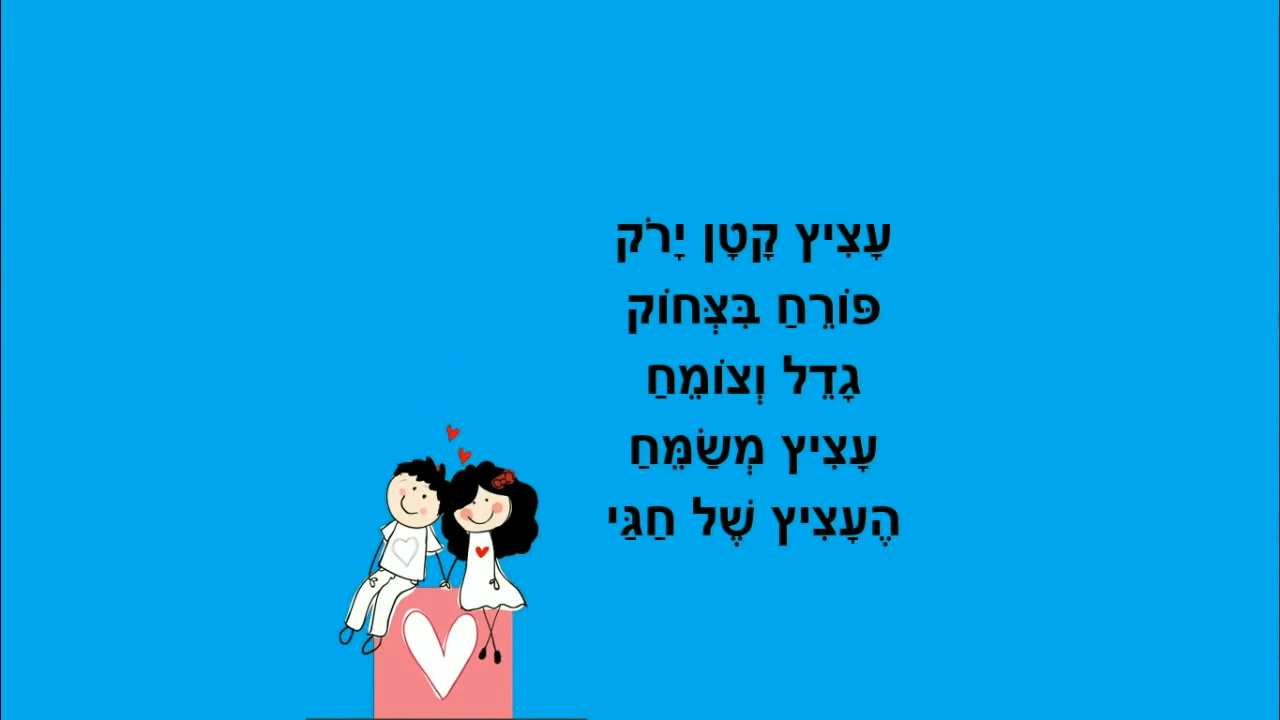 עָצִיץ קָטָן יָרֹק
פּוֹרֵחַ בִּצְּחוֹק
גָּדֵל וְצוֹמֵחַ
עָצִיץ מְשַׂמֵּחַ
הֶעָצִיץ שֶׁל חַגַּי